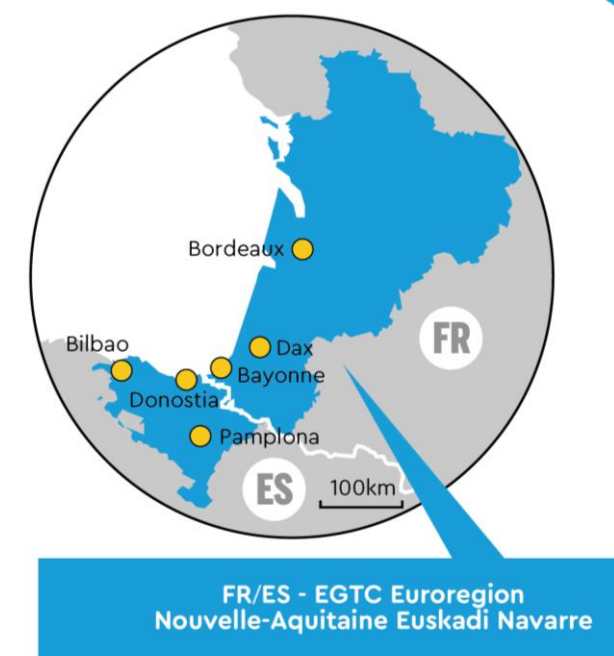 Bordeaux
FR
Bilbao
Dax
Bayonne
Donostia
Pamplona
ES
100km
FR/ES - EGTC Euroregion
Nouvelle-Aquitaine Euskadi Navarre